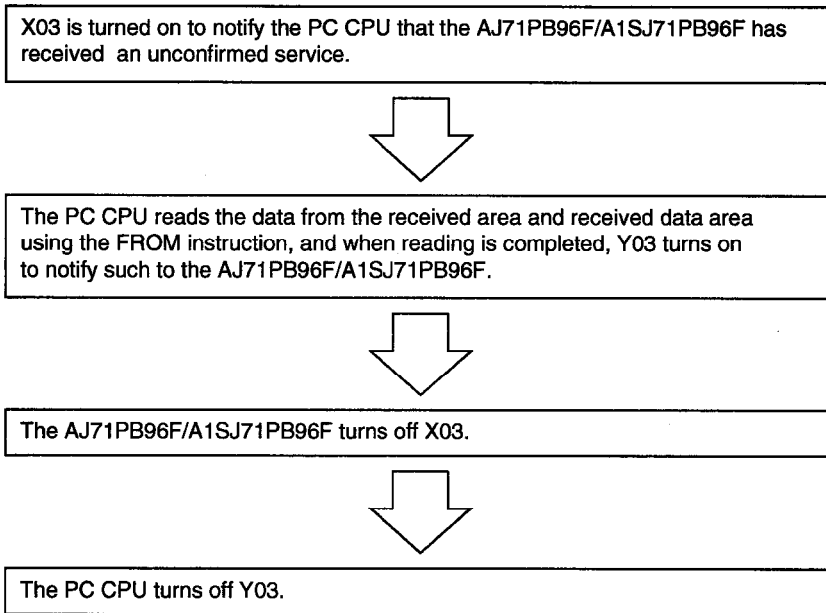 X03 is turned on to notify the PC CPU that the AJ71PB96F/A1SJ71PB96F has
received an unconfirmed service.
The PC CPU reads the data from the received area and received data area
using the FROM instruction, and when reading is completed, Y03 turns on
to notify such to the AJ71PB96F/A1SJ71PB96F.
The AJ71PB96F/A1SJ71PB96F turns off X03.
The PC CPU turns off Y03.